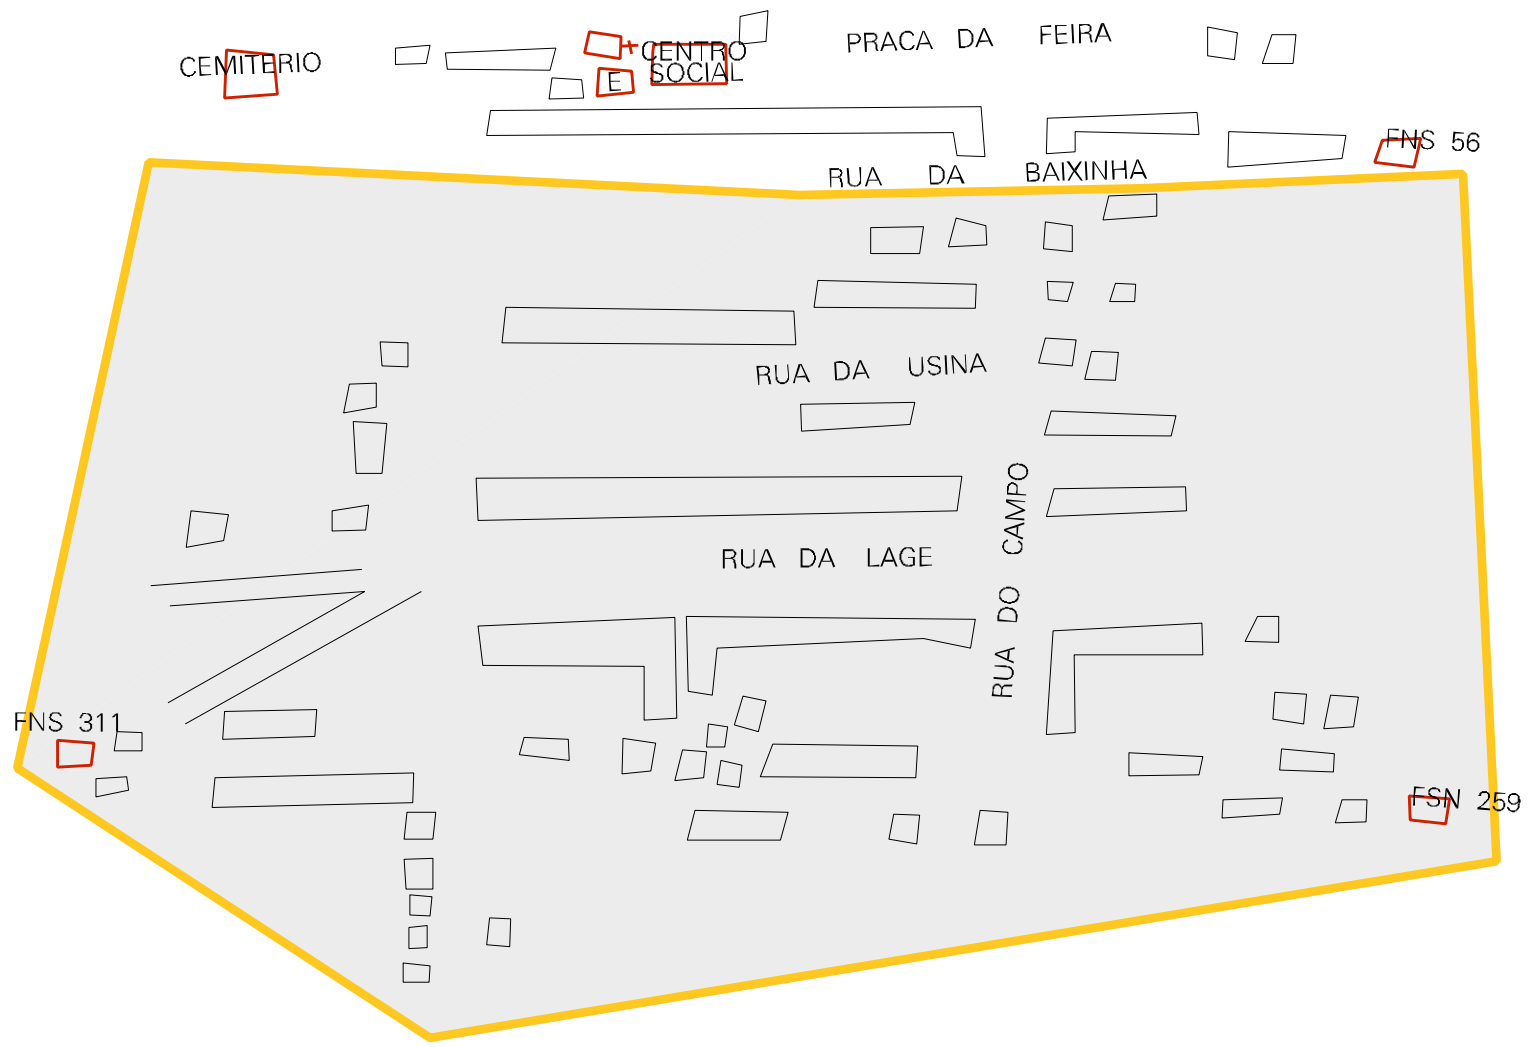 PRACA DA FEIRA
CEMITERIO
CENTRO
SOCIAL
E
FNS 56
RUA DA BAIXINHA
RUA DA USINA
RUA DO CAMPO
RUA DA LAGE
FNS 311
FSN 259